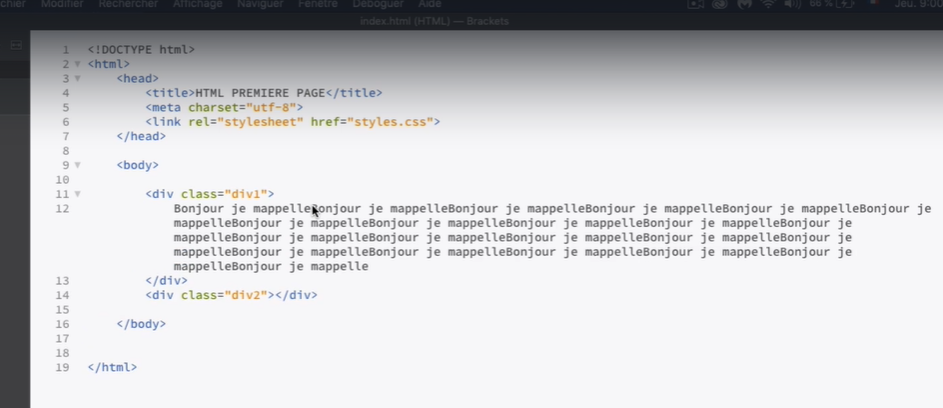 Modifier Rechercher Affichage Naviguer Fenêtre Déboguer Aide 66 % Jeu.
index.html (HTML) — Brackets
1 <!DOCTYPE html>
2 <html>
3 <head>
4 <title>HTML PREMIERE PAGE</title>
5 <meta charset="utf-8">
6 <link rel="stylesheet" href="styles.css">
7 </head>
8
9 <body>
10
11 <div class="div1">
12 Bonjour je mappelleBonjour je mappelleBonjour je mappelleBonjour je mappelleBonjour je mappelleBonjour je
mappelleBonjour je mappelleBonjour je mappelleBonjour je mappelleBonjour je mappelleBonjour je
mappelleBonjour je mappelleBonjour je mappelleBonjour je mappelleBonjour je mappelleBonjour je
mappelleBonjour je mappelleBonjour je mappelleBonjour je mappelleBonjour je mappelleBonjour je
mappelleBonjour je mappelle
13 </div>
14 <div class="div2"></div>
15
16 </body>
17
18
19 </html>